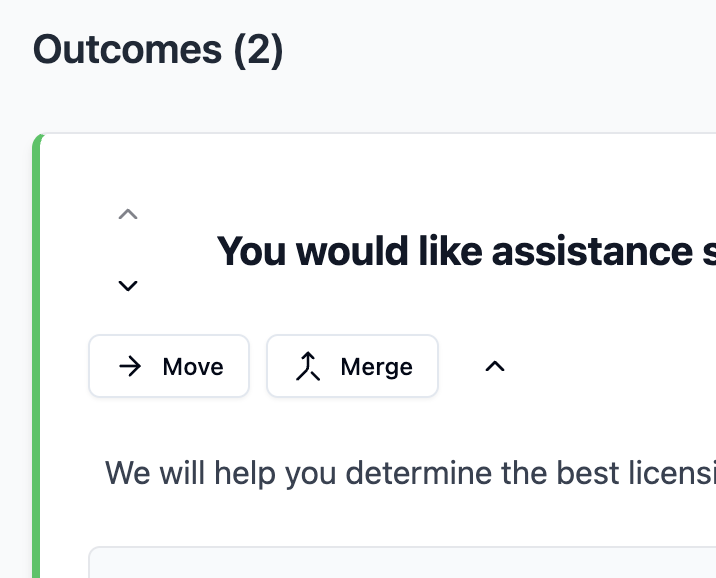 Outcomes (2)
You would like assistance s
Move Merge
We will help you determine the best licensi